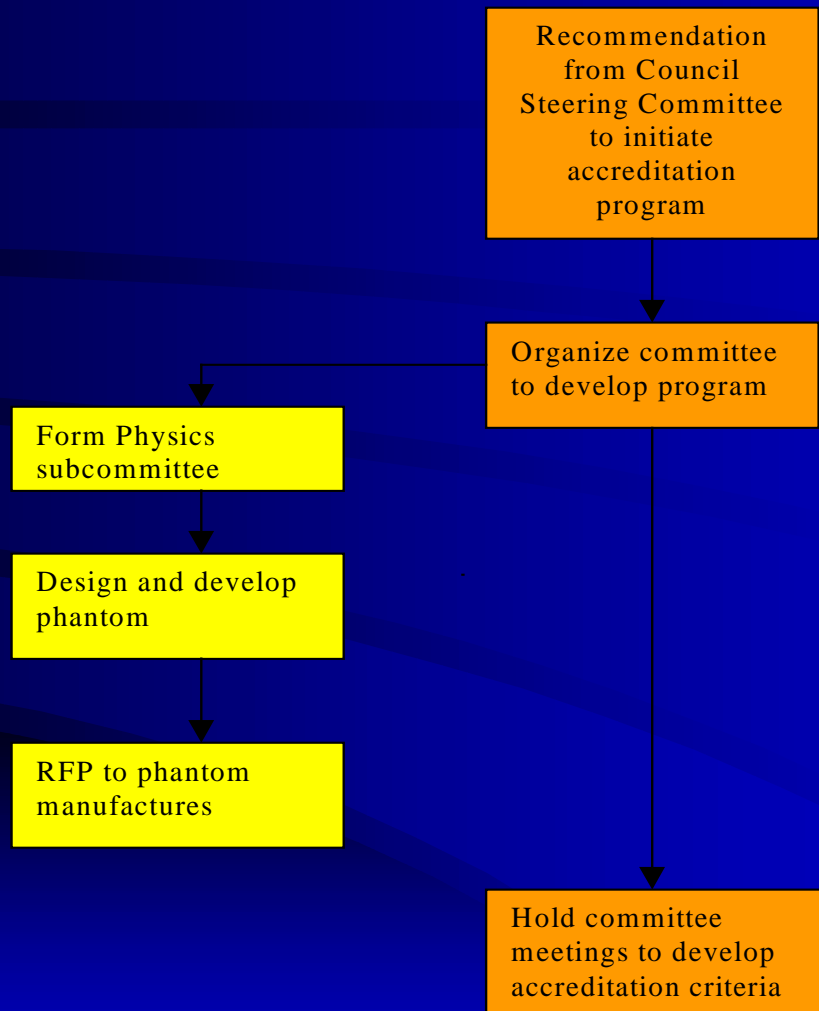 Recommendation
from Council
Steering Committee
to initiate
accreditation
program
Organize committee
to develop program
Form Physics
subcommittee
Design and develop
phantom
RFP to phantom
manufactures
Hold committee
meetings to develop
accreditation criteria